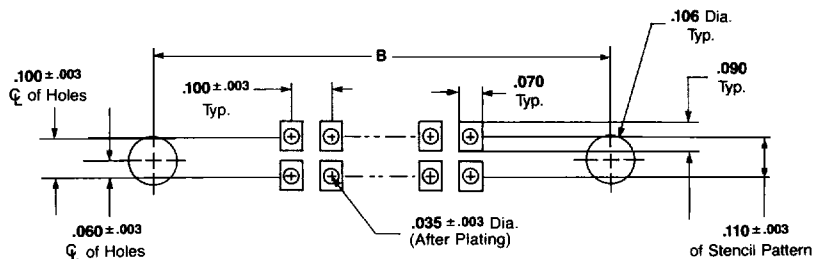 .106 Dia.
Typ.
B
.100 ±.003
℄ of Holes
.100 ±.003
Typ.
.070
Typ.
.090
Typ.
.060 ±.003
℄ of Holes
.035 ±.003 Dia.
(After Plating)
.110 ±.003
of Stencil Pattern